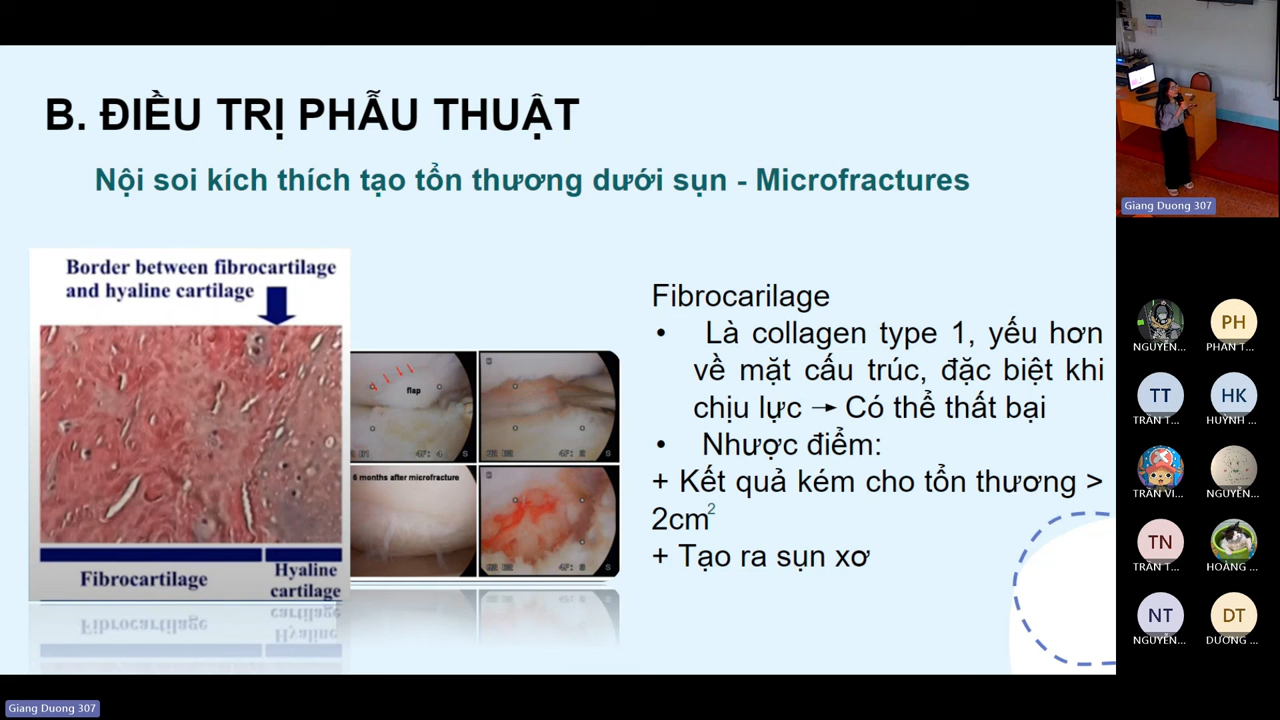 B. ĐIỀU TRỊ PHẪU THUẬT
Nội soi kích thích tạo tổn thương dưới sụn - Microfractures
Border between fibrocartilage
and hyaline cartilage
Fibrocartilage
Hyaline
cartilage
flap
6 months after microfracture
Fibrocarilage
• Là collagen type 1, yếu hơn
về mặt cấu trúc, đặc biệt khi
chịu lực → Có thể thất bại
• Nhược điểm:
+ Kết quả kém cho tổn thương >
2cm²
+ Tạo ra sụn xơ
Giang Duong 307
NGUYỄN...
PH
PHAN T...
TT
TRẦN T...
HK
HUỲNH ...
TRẦN VI...
NGUYỄN...
TN
TRẦN T...
HOÀNG ...
NT
NGUYỄN...
DT
DƯƠNG ...
Giang Duong 307